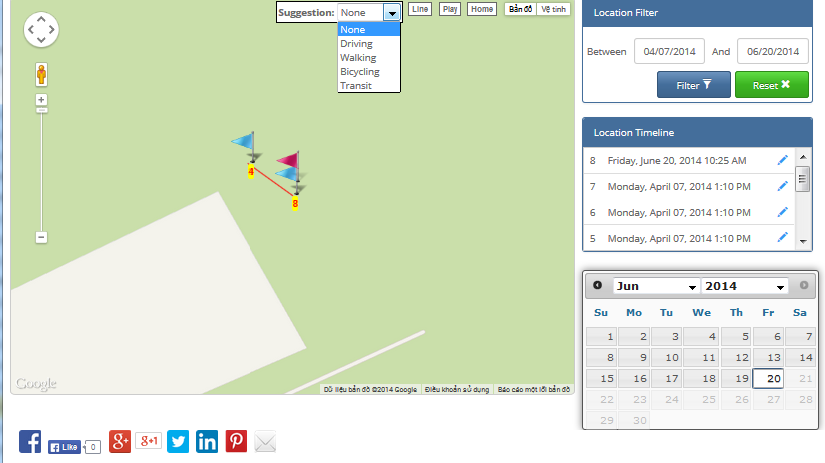 Suggestion: None
None
Driving
Walking
Bicycling
Transit
Line Play Home Bản đồ Vệ tinh
4
8
Google
Dữ liệu bản đồ ©2014 Google Điều khoản sử dụng Báo cáo một lỗi bản đồ
Location Filter
Between 04/07/2014 And 06/20/2014
Filter Reset
Location Timeline
8 Friday, June 20, 2014 10:25 AM
7 Monday, April 07, 2014 1:10 PM
6 Monday, April 07, 2014 1:10 PM
5 Monday, April 07, 2014 1:10 PM
Jun 2014
Su Mo Tu We Th Fr Sa
1 2 3 4 5 6 7
8 9 10 11 12 13 14
15 16 17 18 19 20 21
22 23 24 25 26 27 28
29 30
f f Like 0 g+ g+1 in